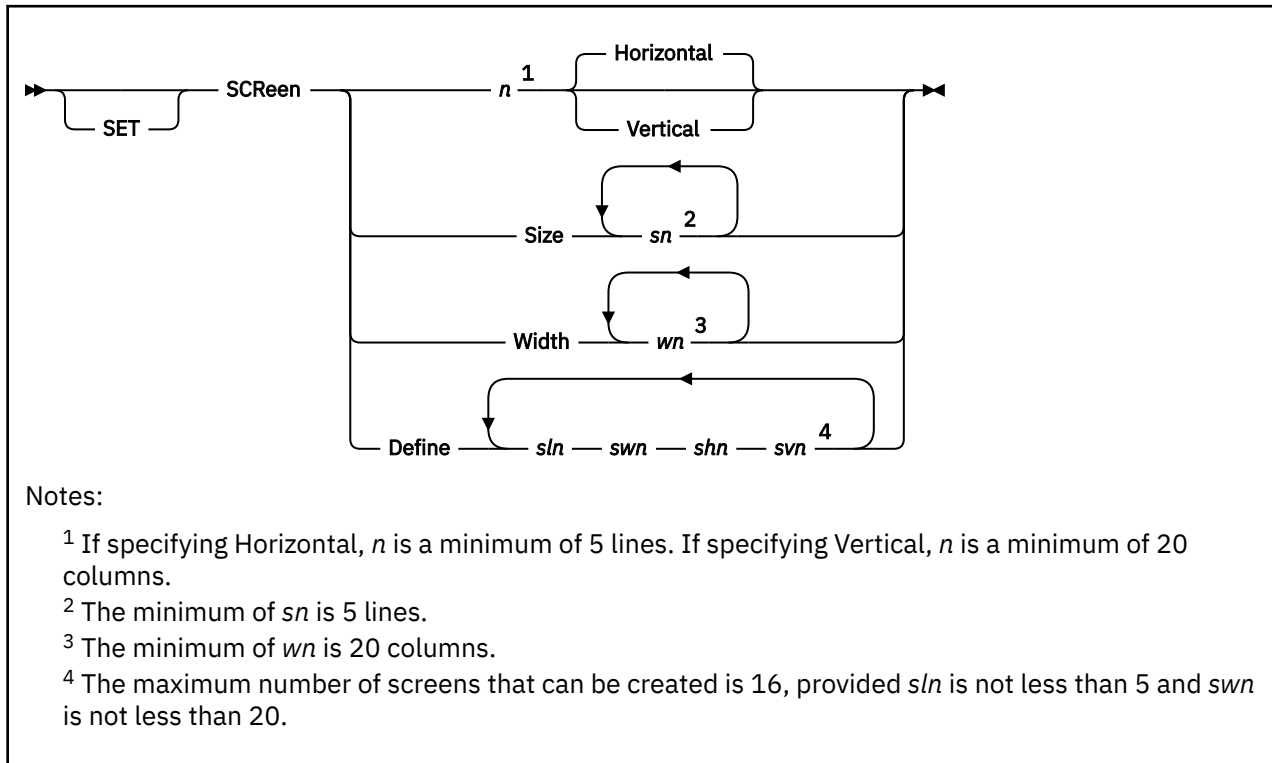 Horizontal
SCReen n 1
SET Vertical
Size sn 2
Width wn 3
Define sln swn shn svn 4
Notes:
1 If specifying Horizontal, n is a minimum of 5 lines. If specifying Vertical, n is a minimum of 20
columns.
2 The minimum of sn is 5 lines.
3 The minimum of wn is 20 columns.
4 The maximum number of screens that can be created is 16, provided sln is not less than 5 and swn
is not less than 20.